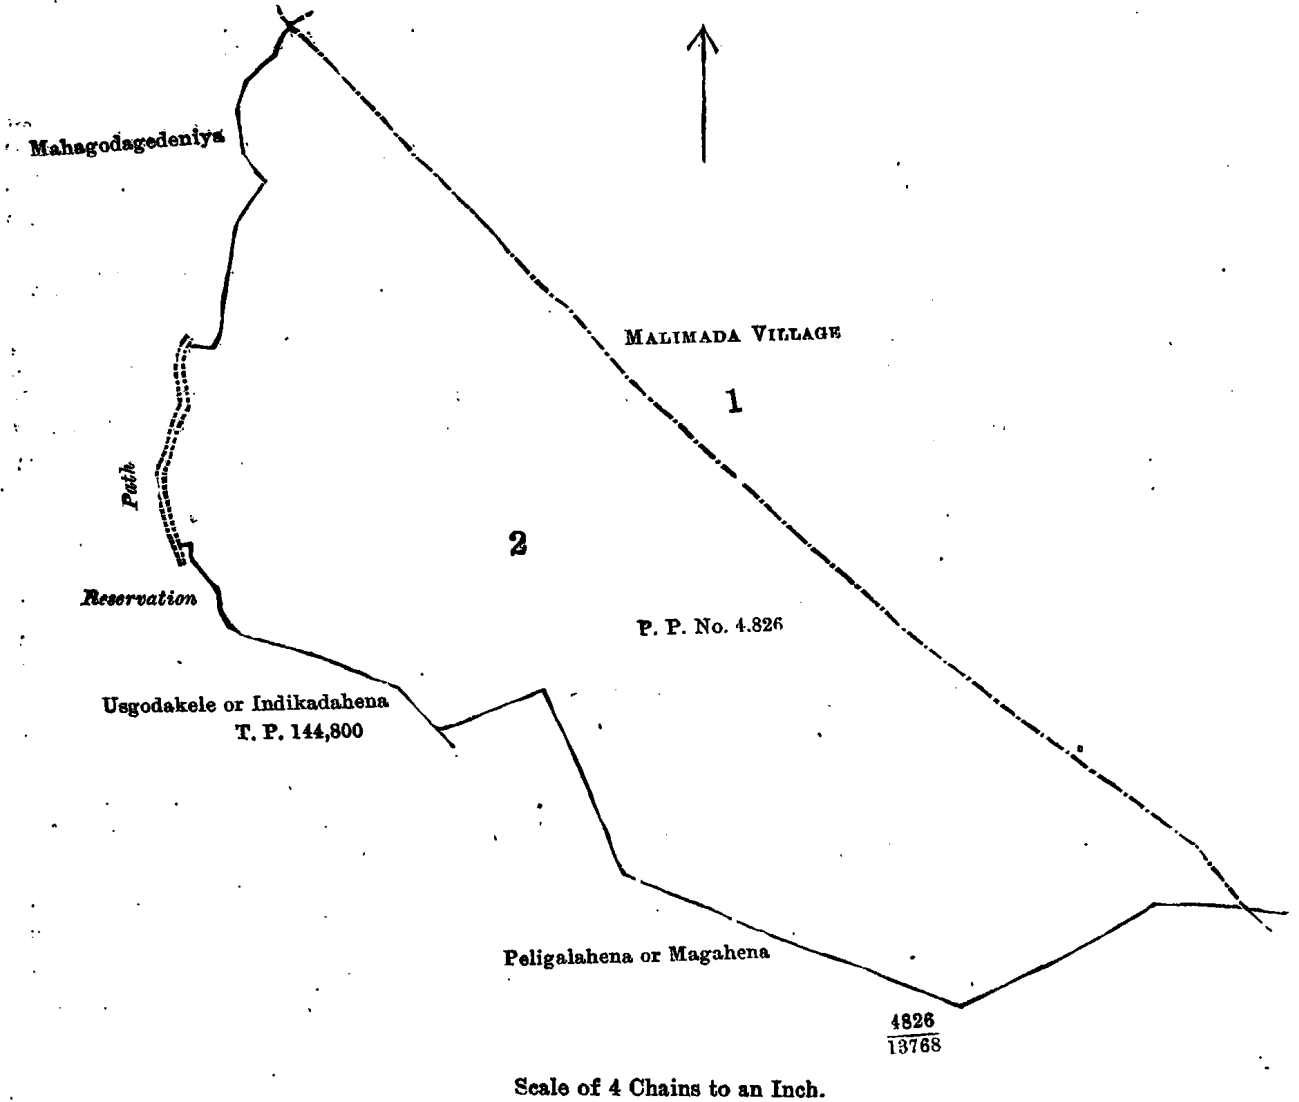 Mahagodagedeniya
MALIMADA VILLAGE
1
Path
2
Reservation
P. P. No. 4.826
Usgodakele or Indikadahena
T. P. 144,800
Peligalahena or Magahena
4826
13768
Scale of 4 Chains to an Inch.